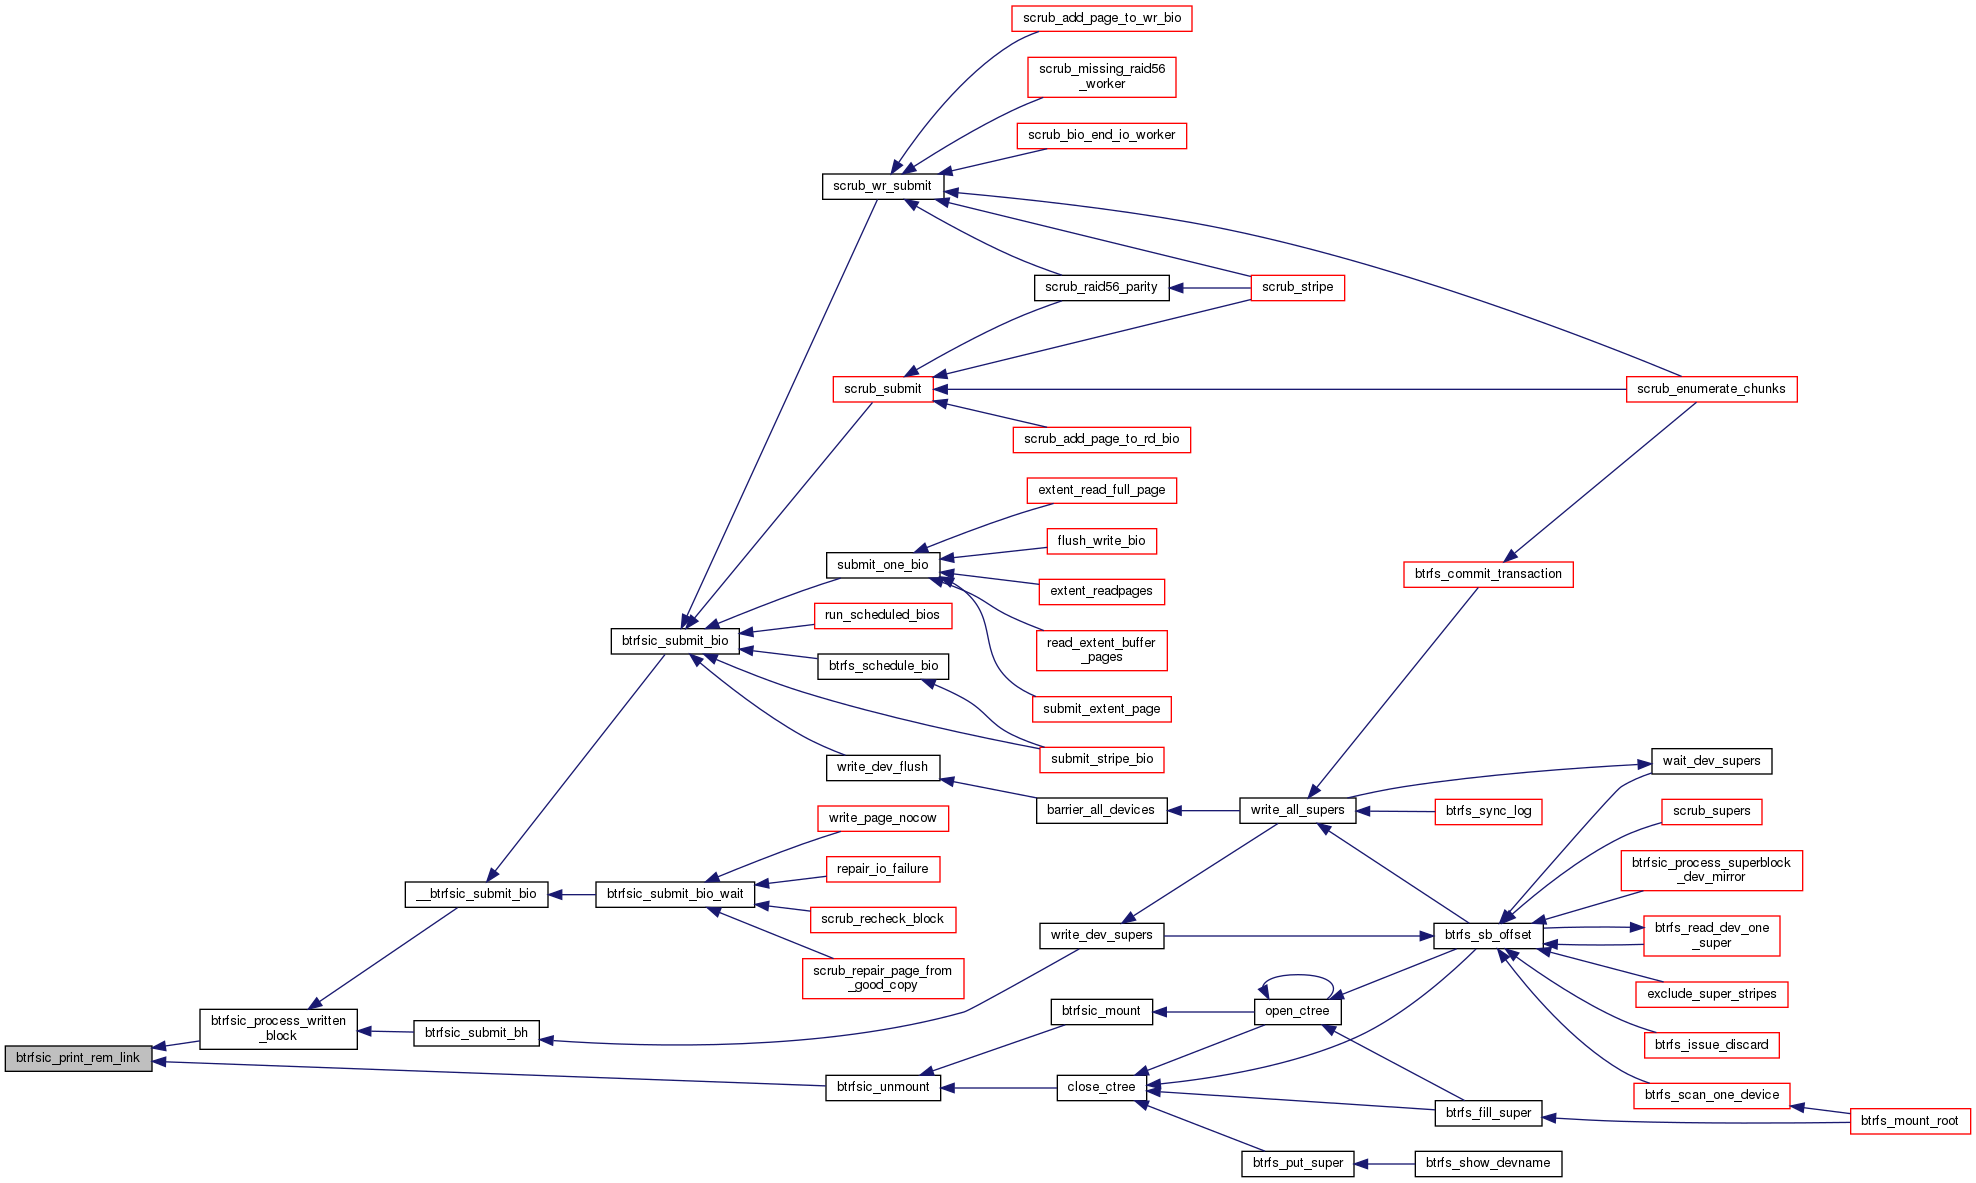 scrub_add_page_to_wr_bio
scrub_missing_raid56
_worker
scrub_bio_end_io_worker
scrub_wr_submit
scrub_raid56_parity
scrub_stripe
scrub_submit
scrub_enumerate_chunks
scrub_add_page_to_rd_bio
extent_read_full_page
flush_write_bio
submit_one_bio
btrfs_commit_transaction
extent_readpages
run_scheduled_bios
btrfsic_submit_bio
read_extent_buffer
_pages
btrfs_schedule_bio
submit_extent_page
submit_stripe_bio
write_dev_flush
wait_dev_supers
barrier_all_devices
write_all_supers
btrfs_sync_log
scrub_supers
write_page_nocow
repair_io_failure
btrfsic_process_superblock
_dev_mirror
__btrfsic_submit_bio
btrfsic_submit_bio_wait
scrub_recheck_block
write_dev_supers
btrfs_sb_offset
btrfs_read_dev_one
_super
scrub_repair_page_from
_good_copy
exclude_super_stripes
btrfsic_mount
open_ctree
btrfsic_process_written
_block
btrfsic_submit_bh
btrfs_issue_discard
btrfsic_print_rem_link
btrfsic_unmount
close_ctree
btrfs_scan_one_device
btrfs_fill_super
btrfs_mount_root
btrfs_put_super
btrfs_show_devname